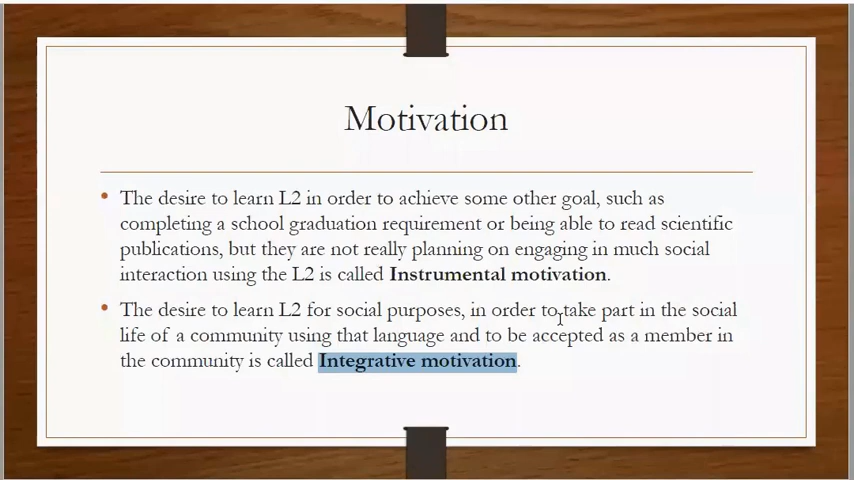 Motivation
• The desire to learn L2 in order to achieve some other goal, such as
completing a school graduation requirement or being able to read scientific
publications, but they are not really planning on engaging in much social
interaction using the L2 is called Instrumental motivation.
• The desire to learn L2 for social purposes, in order to take part in the social
life of a community using that language and to be accepted as a member in
the community is called Integrative motivation.